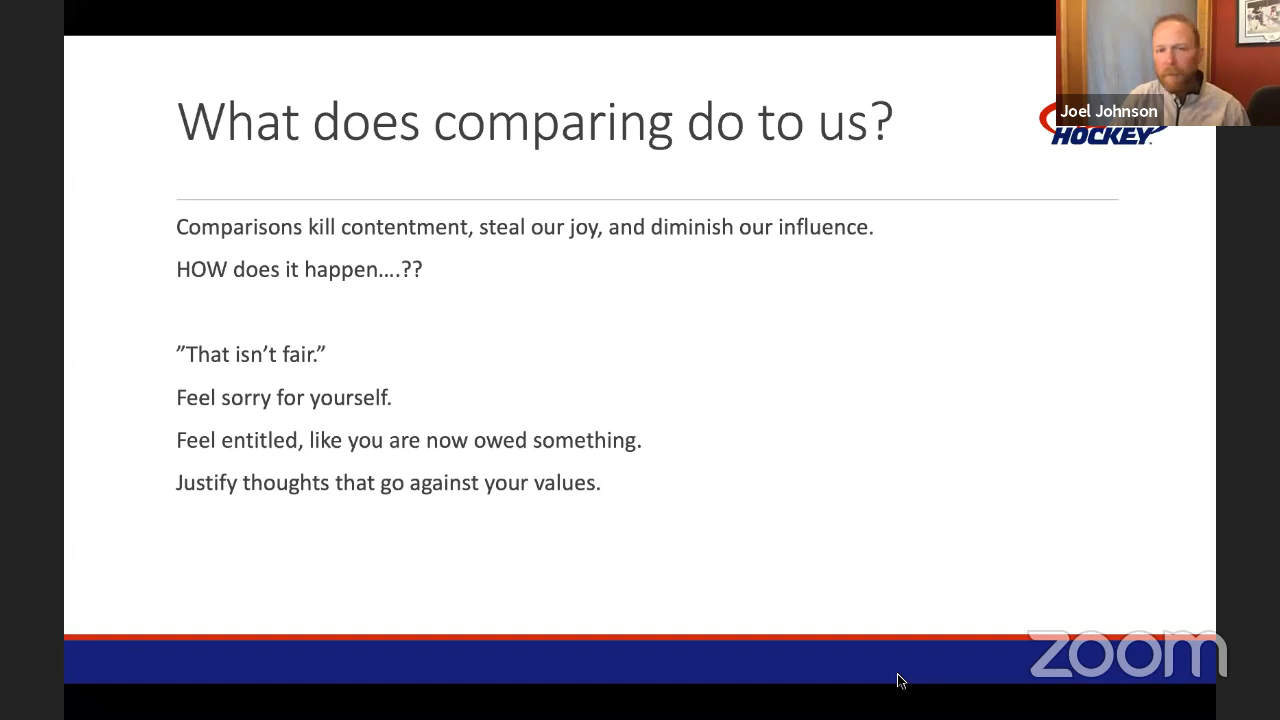 What does comparing do to us?
Joel Johnson
HOCKEY
Comparisons kill contentment, steal our joy, and diminish our influence.
HOW does it happen....??
”That isn’t fair.”
Feel sorry for yourself.
Feel entitled, like you are now owed something.
Justify thoughts that go against your values.
zoom